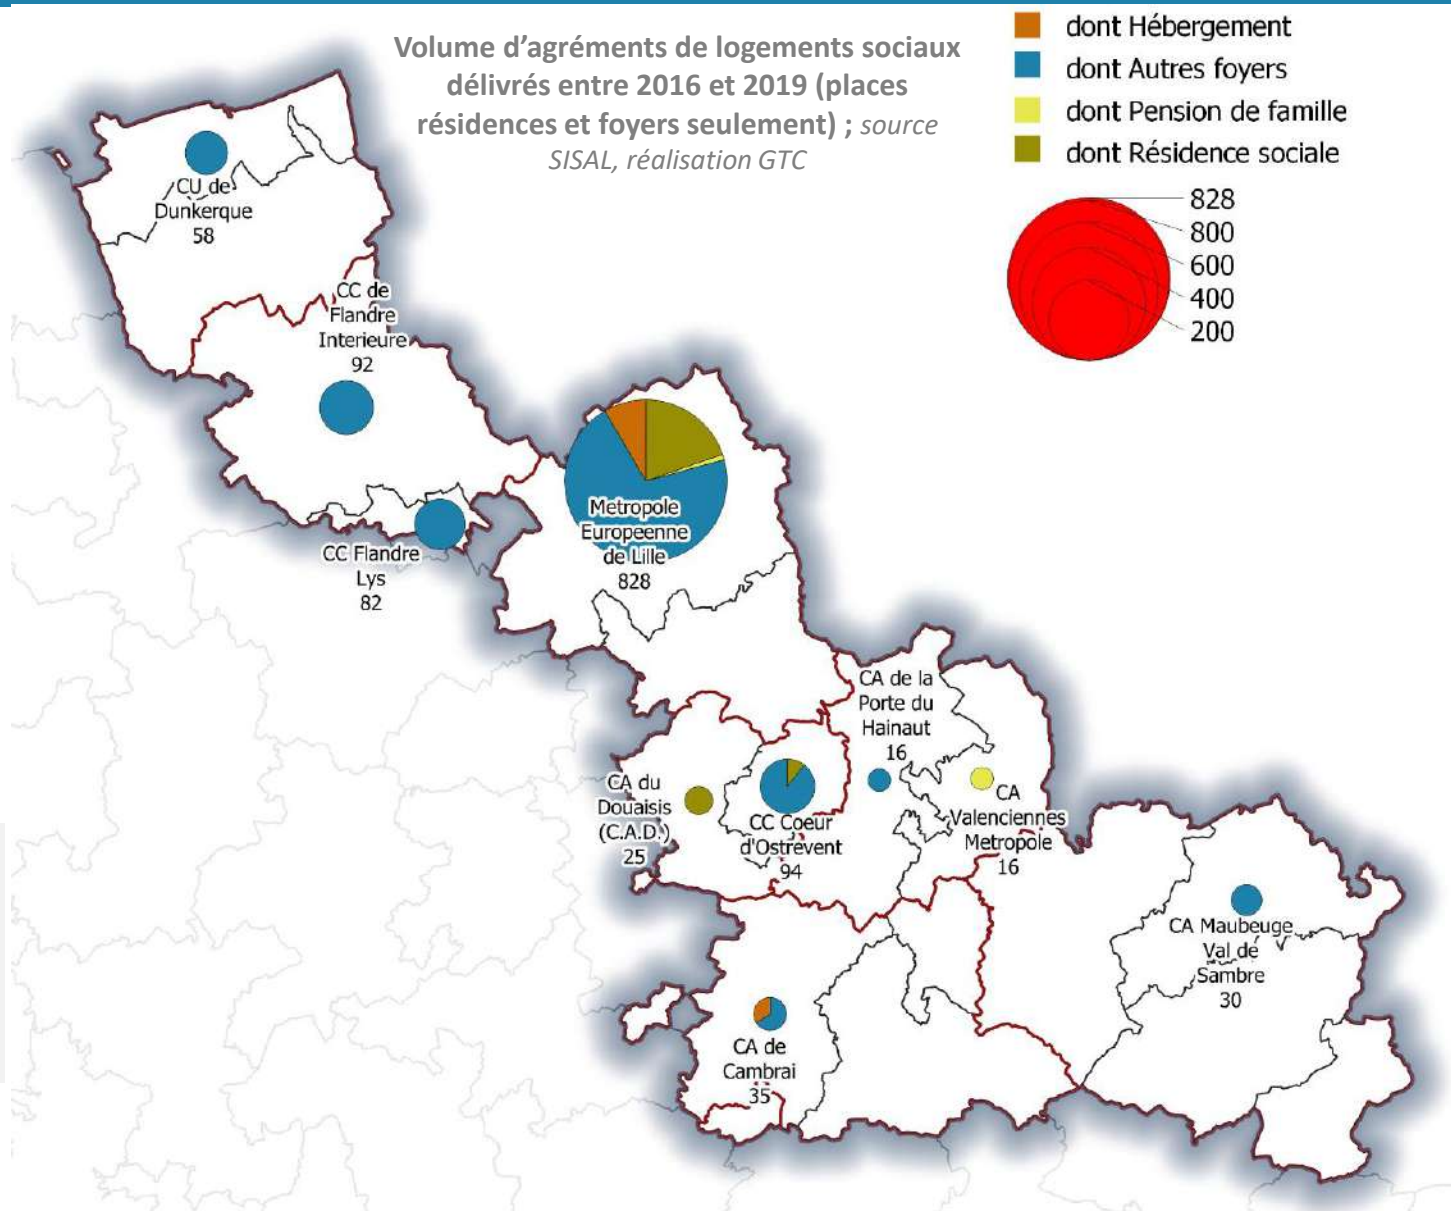 Volume d’agréments de logements sociaux
délivrés entre 2016 et 2019 (places
résidences et foyers seulement) ; source
SISAL, réalisation GTC
dont Hébergement
dont Autres foyers
dont Pension de famille
dont Résidence sociale
828
800
600
400
200
CU de
Dunkerque
58
CC de
Flandre
Interieure
92
CC Flandre
Lys
82
Metropole
Europeenne
de Lille
828
CA de la
Porte du
Hainaut
16
CA du
Douaisis
(C.A.D.)
25
CC Coeur
d'Ostrevent
94
CA
Valenciennes
Metropole
16
CA Maubeuge
Val de
Sambre
30
CA de
Cambrai
35